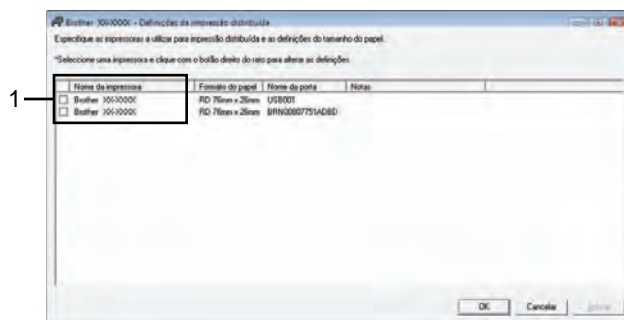 Brother XX-XXXX - Definições da impressão distribuída
Especifique as impressoras a utilizar para impressão distribuída e as definições do tamanho do papel.
*Seleccione uma impressora e clique com o botão direito do rato para alterar as definições.
1
Nome da impressora Formato do papel Nome da porta Notas
Brother XX-XXXX RD 76mm x 26mm USB001
Brother XX-XXXX RD 76mm x 26mm BRN00007751ADBD
OK Cancelar